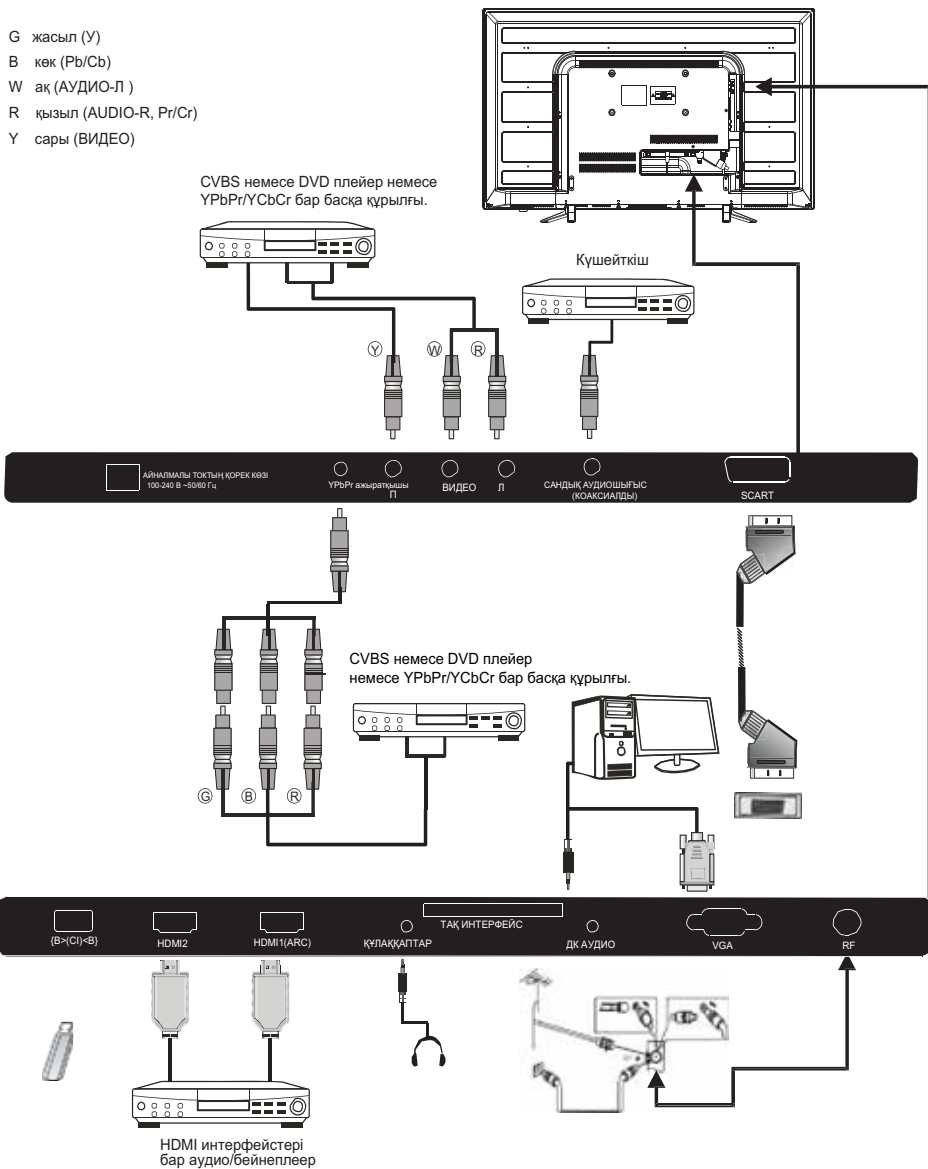 G жасыл (У)
B көк (Pb/Cb)
W ақ (АУДИО-Л )
R қызыл (AUDIO-R, Pr/Cr)
Y сары (ВИДЕО)
CVBS немесе DVD плейер немесе
YPbPr/YCbCr бар басқа құрылғы.
Күшейткіш
Y
W
R
АЙНАЛМАЛЫ ТОКТЫҢ ҚОРЕК КӨЗІ
100-240 В ~50/60 Гц
YPbPr ажыратқышы
П
ВИДЕО
Л
САНДЫҚ АУДИОШЫҒЫС
(КОАКСИАЛДЫ)
SCART
CVBS немесе DVD плейер
немесе YPbPr/YCbCr бар басқа құрылғы.
G
B
R
{B>(CI)<B}
HDMI2
HDMI1(ARC)
ҚҰЛАҚҚАПТАР
ТАҚ ИНТЕРФЕЙС
ДК АУДИО
VGA
RF
HDMI интерфейстері
бар аудио/бейнеплеер